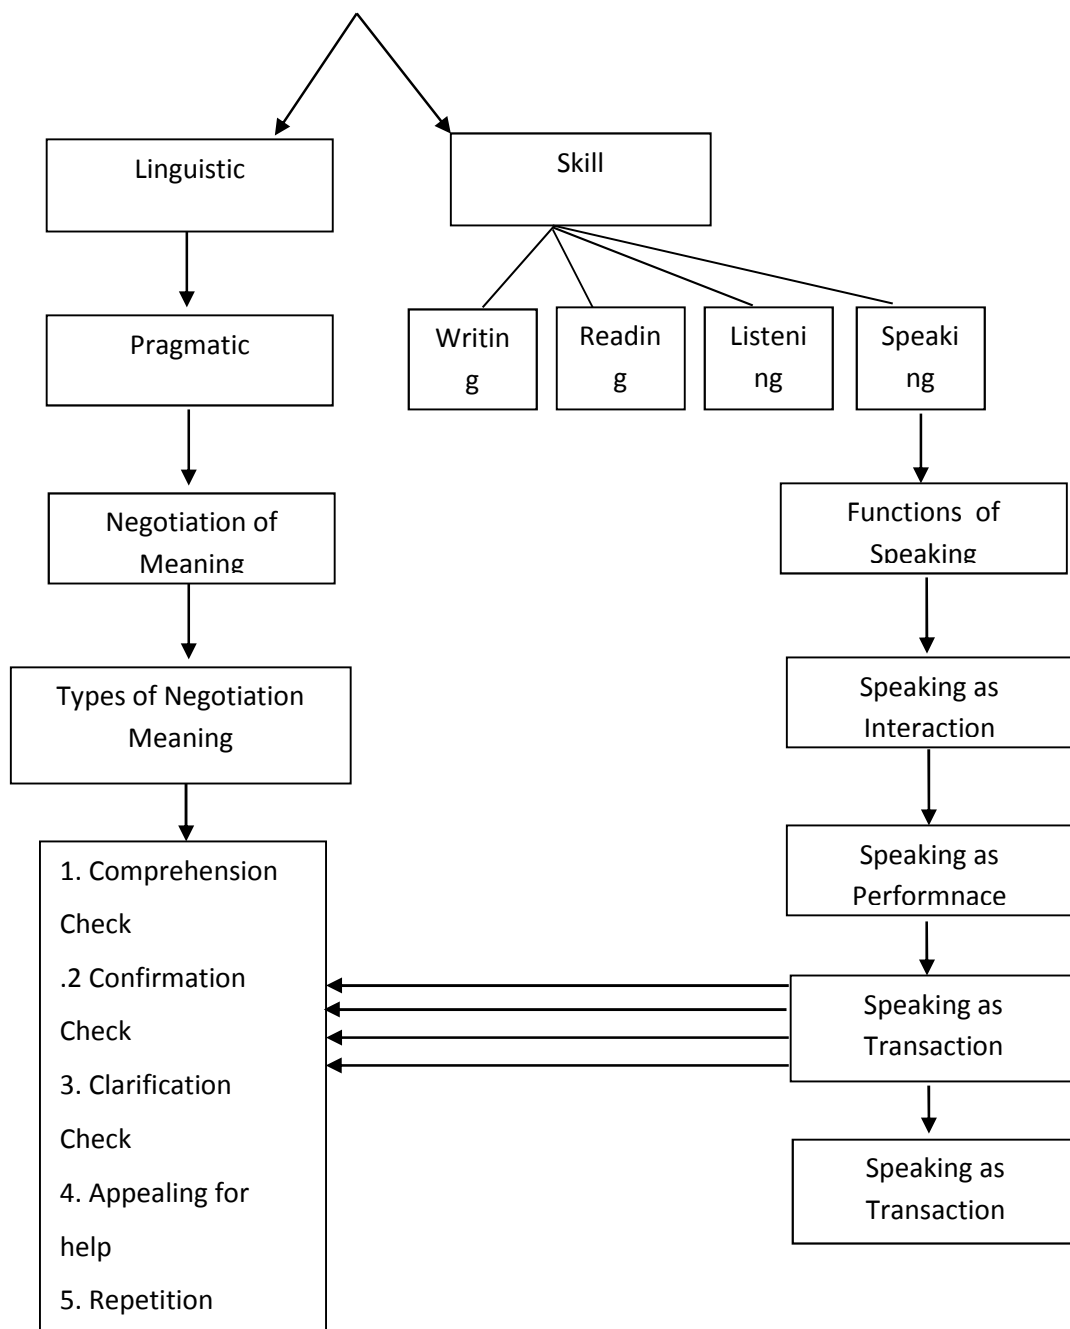 Linguistic
Skill
Pragmatic
Writin
g
Readin
g
Listeni
ng
Speaki
ng
Negotiation of
Meaning
Functions of
Speaking
Types of Negotiation
Meaning
Speaking as
Interaction
Speaking as
Performnace
1. Comprehension
Check
.2 Confirmation
Check
3. Clarification
Check
4. Appealing for
help
5. Repetition
Speaking as
Transaction
Speaking as
Transaction